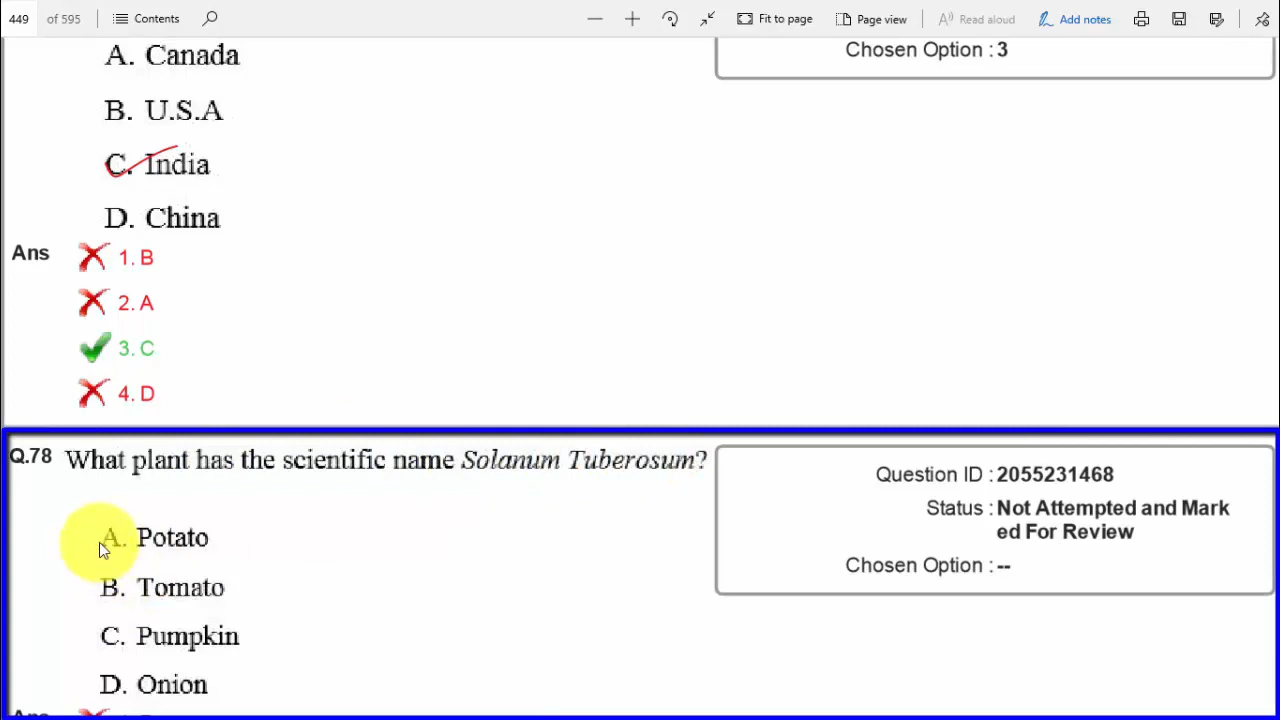 449 of 595 Contents Fit to page Page view Read aloud Add notes
A. Canada
Chosen Option : 3
B. U.S.A
C. India
D. China
Ans
1. B
2. A
3. C
4. D
Q.78 What plant has the scientific name Solanum Tuberosum?
Question ID : 2055231468
Status : Not Attempted and Mark
ed For Review
Chosen Option : --
A. Potato
B. Tomato
C. Pumpkin
D. Onion